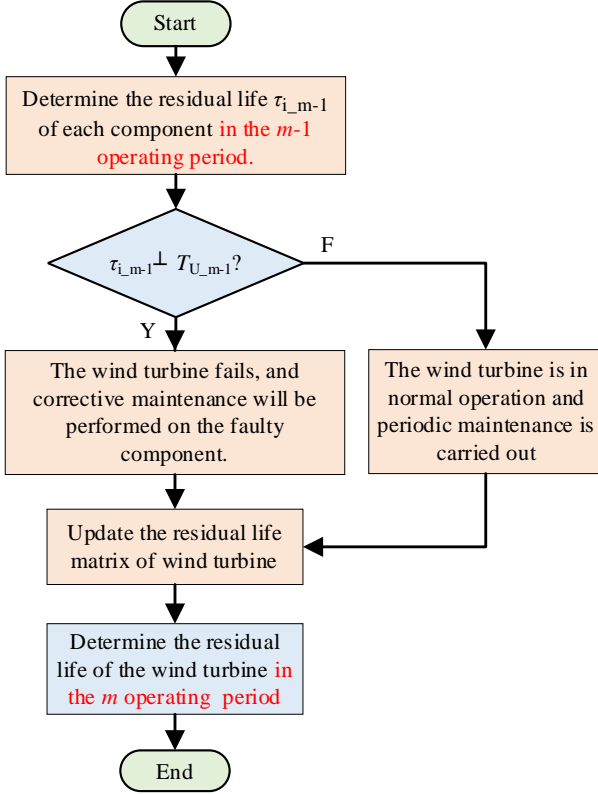 Start
Determine the residual life τi_m-1
of each component in the m-1
operating period.
τi_m-1⊥ TU_m-1?
F
Y
The wind turbine fails, and
corrective maintenance will be
performed on the faulty
component.
The wind turbine is in
normal operation and
periodic maintenance is
carried out
Update the residual life
matrix of wind turbine
Determine the residual
life of the wind turbine in
the m operating period
End